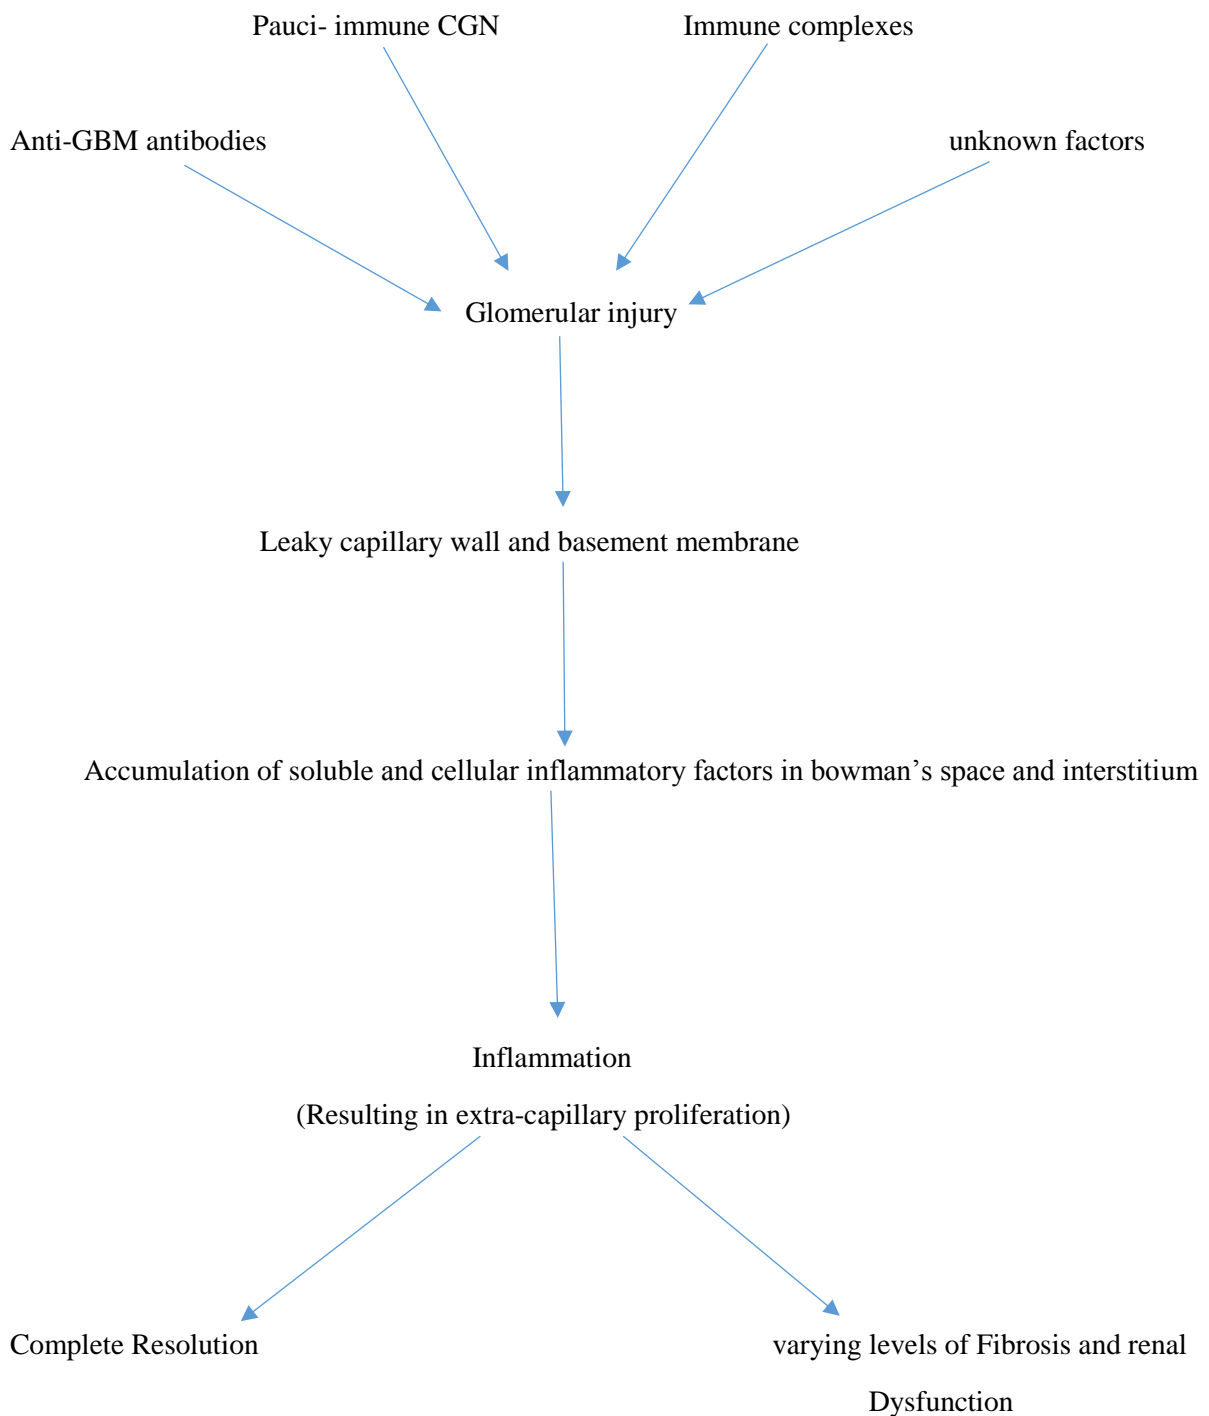 Pauci- immune CGN
Immune complexes
Anti-GBM antibodies
unknown factors
Glomerular injury
Leaky capillary wall and basement membrane
Accumulation of soluble and cellular inflammatory factors in bowman’s space and interstitium
Inflammation
(Resulting in extra-capillary proliferation)
Complete Resolution
varying levels of Fibrosis and renal
Dysfunction